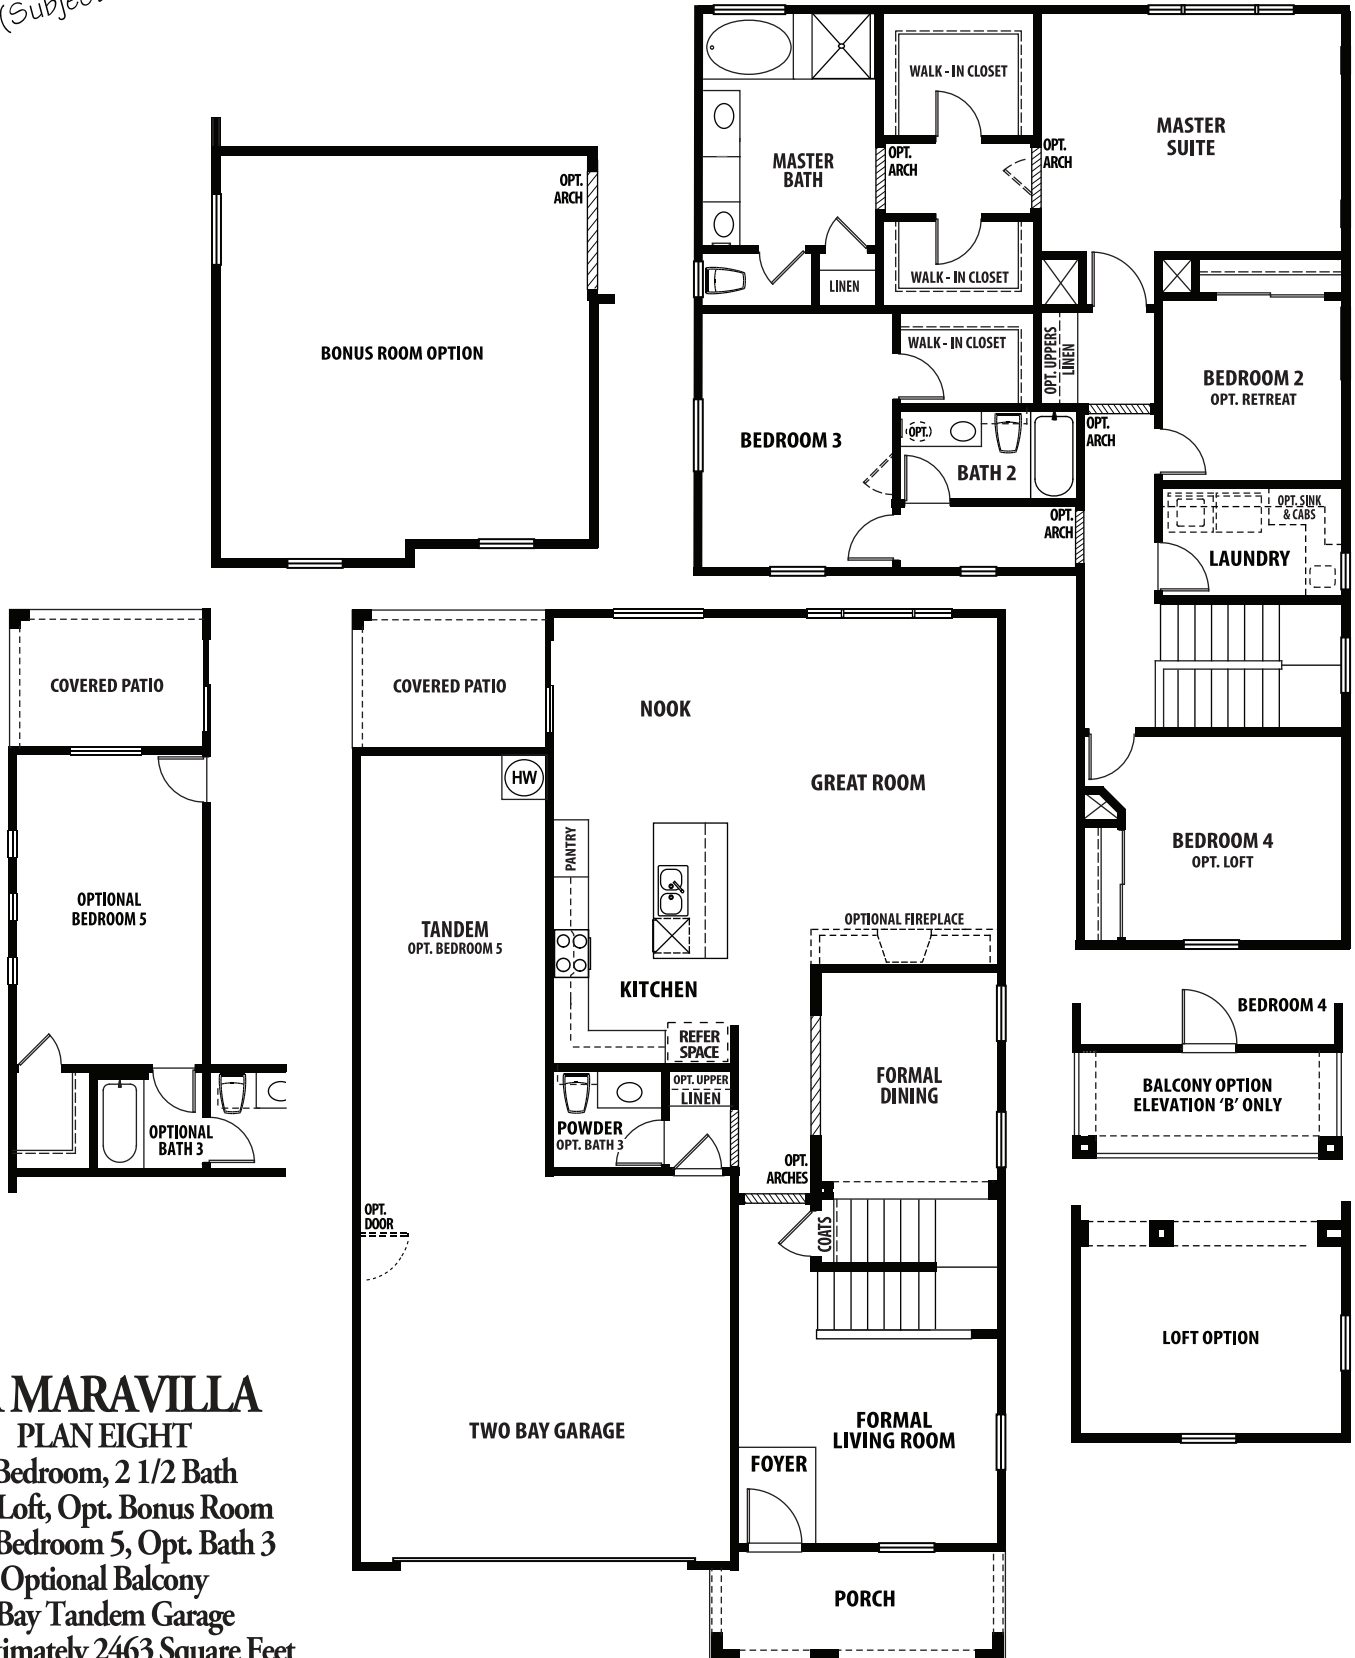 (Subject
WALK - IN CLOSET
MASTER
SUITE
OPT.
ARCH
OPT.
ARCH
MASTER
BATH
WALK - IN CLOSET
LINEN
OPT.
ARCH
BONUS ROOM OPTION
WALK - IN CLOSET
OPT. UPPERS
LINEN
BEDROOM 2
OPT. RETREAT
BEDROOM 3
(OPT.)
BATH 2
OPT.
ARCH
OPT.
ARCH
OPT. SINK
& CABS
LAUNDRY
COVERED PATIO
COVERED PATIO
NOOK
HW
GREAT ROOM
PANTRY
BEDROOM 4
OPT. LOFT
OPTIONAL
BEDROOM 5
TANDEM
OPT. BEDROOM 5
OPTIONAL FIREPLACE
KITCHEN
REFER
SPACE
BEDROOM 4
FORMAL
DINING
OPT. UPPER
LINEN
BALCONY OPTION
ELEVATION 'B' ONLY
POWDER
OPT. BATH 3
OPTIONAL
BATH 3
OPT.
ARCHES
OPT.
DOOR
COATS
LOFT OPTION
MARAVILLA
PLAN EIGHT
Bedroom, 2 1/2 Bath
Loft, Opt. Bonus Room
Bedroom 5, Opt. Bath 3
Optional Balcony
Bay Tandem Garage
timately 2463 Square Feet
TWO BAY GARAGE
FORMAL
LIVING ROOM
FOYER
PORCH